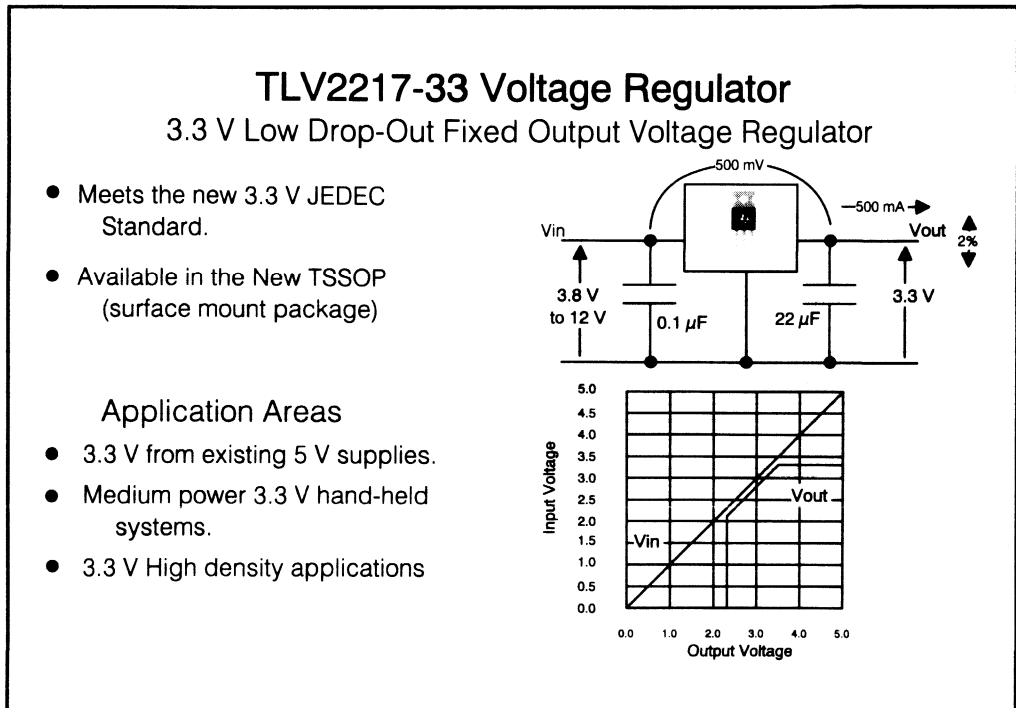 TLV2217-33 Voltage Regulator
3.3 V Low Drop-Out Fixed Output Voltage Regulator
● Meets the new 3.3 V JEDEC
Standard.
● Available in the New TSSOP
(surface mount package)
Application Areas
● 3.3 V from existing 5 V supplies.
● Medium power 3.3 V hand-held
systems.
● 3.3 V High density applications
500 mV
500 mA
Vin
Vout
2%
3.8 V
to 12 V
0.1 μF
22 μF
3.3 V
Input Voltage
5.0
4.5
4.0
3.5
3.0
2.5
2.0
1.5
1.0
0.5
0.0
Vout
Vin
0.0 1.0 2.0 3.0 4.0 5.0
Output Voltage